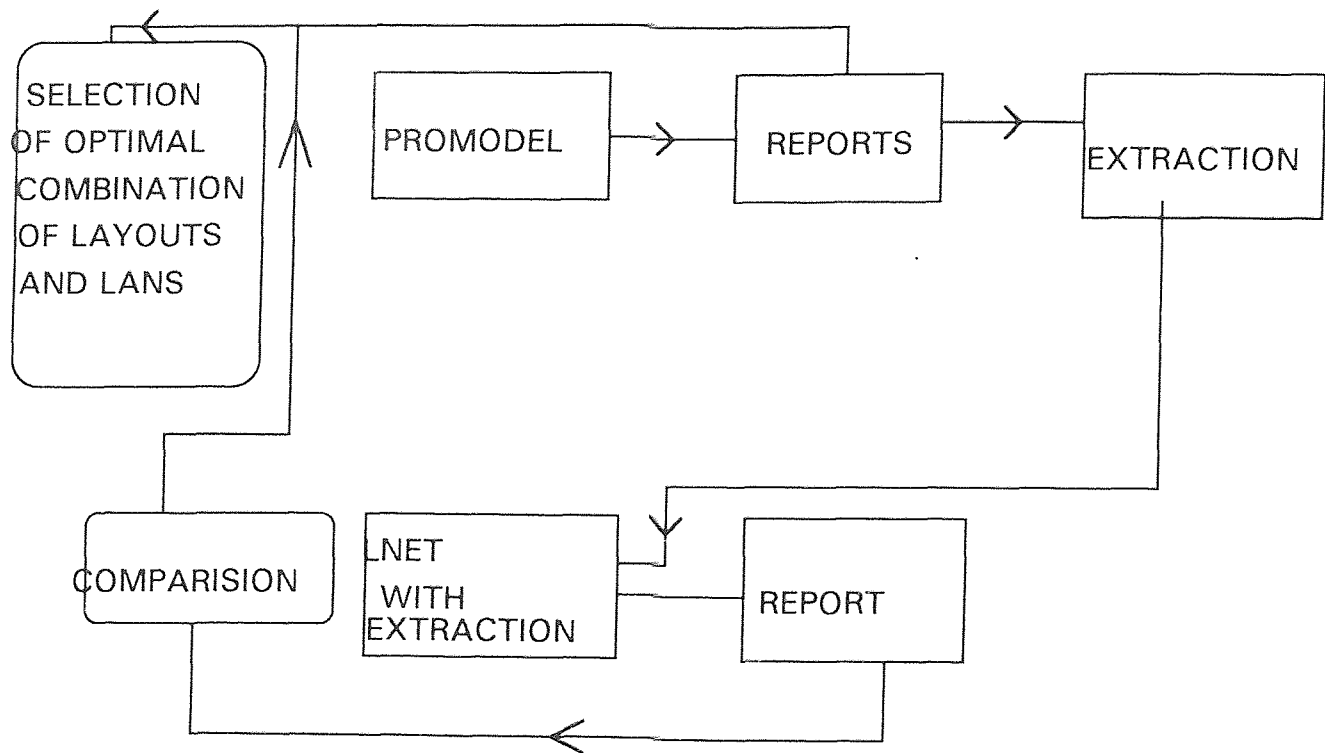 SELECTION
OF OPTIMAL
COMBINATION
OF LAYOUTS
AND LANS
PROMODEL
REPORTS
EXTRACTION
COMPARISION
LNET
WITH
EXTRACTION
REPORT